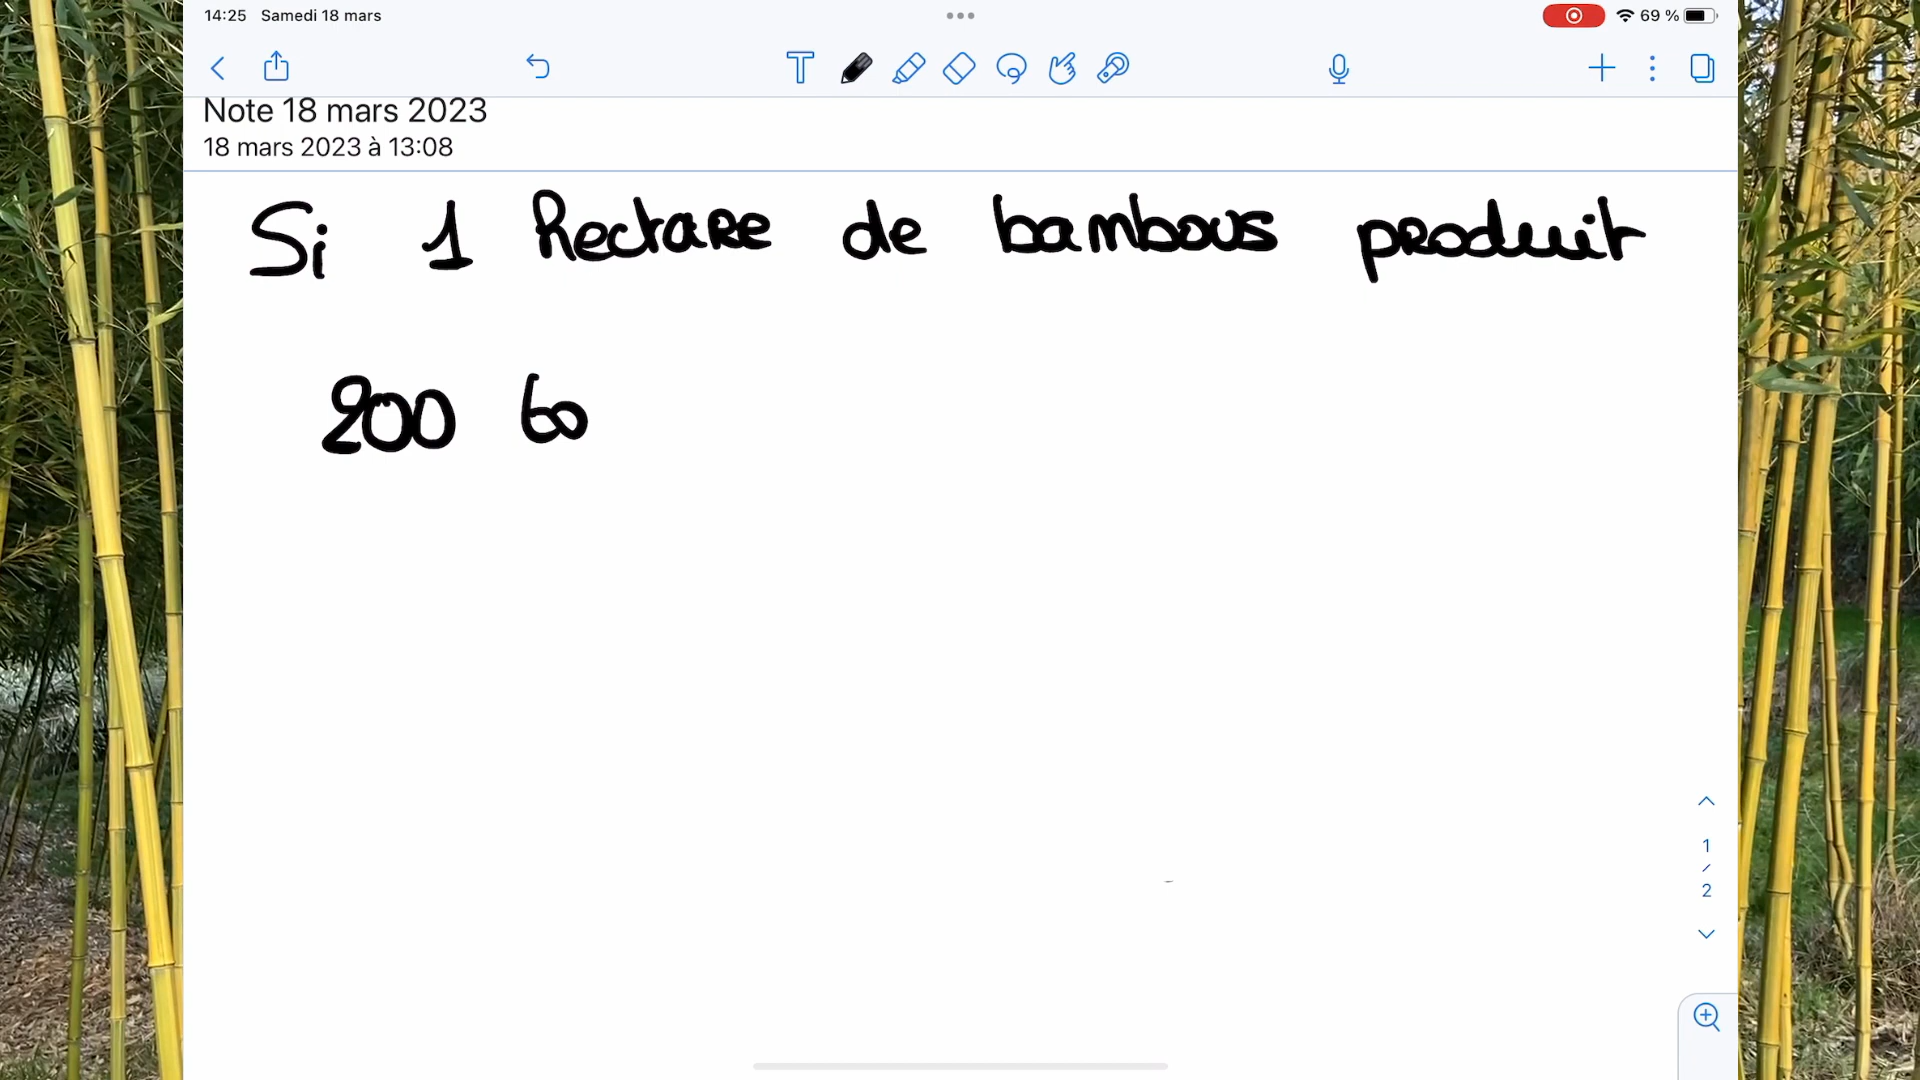 14:25 Samedi 18 mars
69 %
Note 18 mars 2023
18 mars 2023 à 13:08
Si 1 hectare de bambous produit
200 to
1
/
2